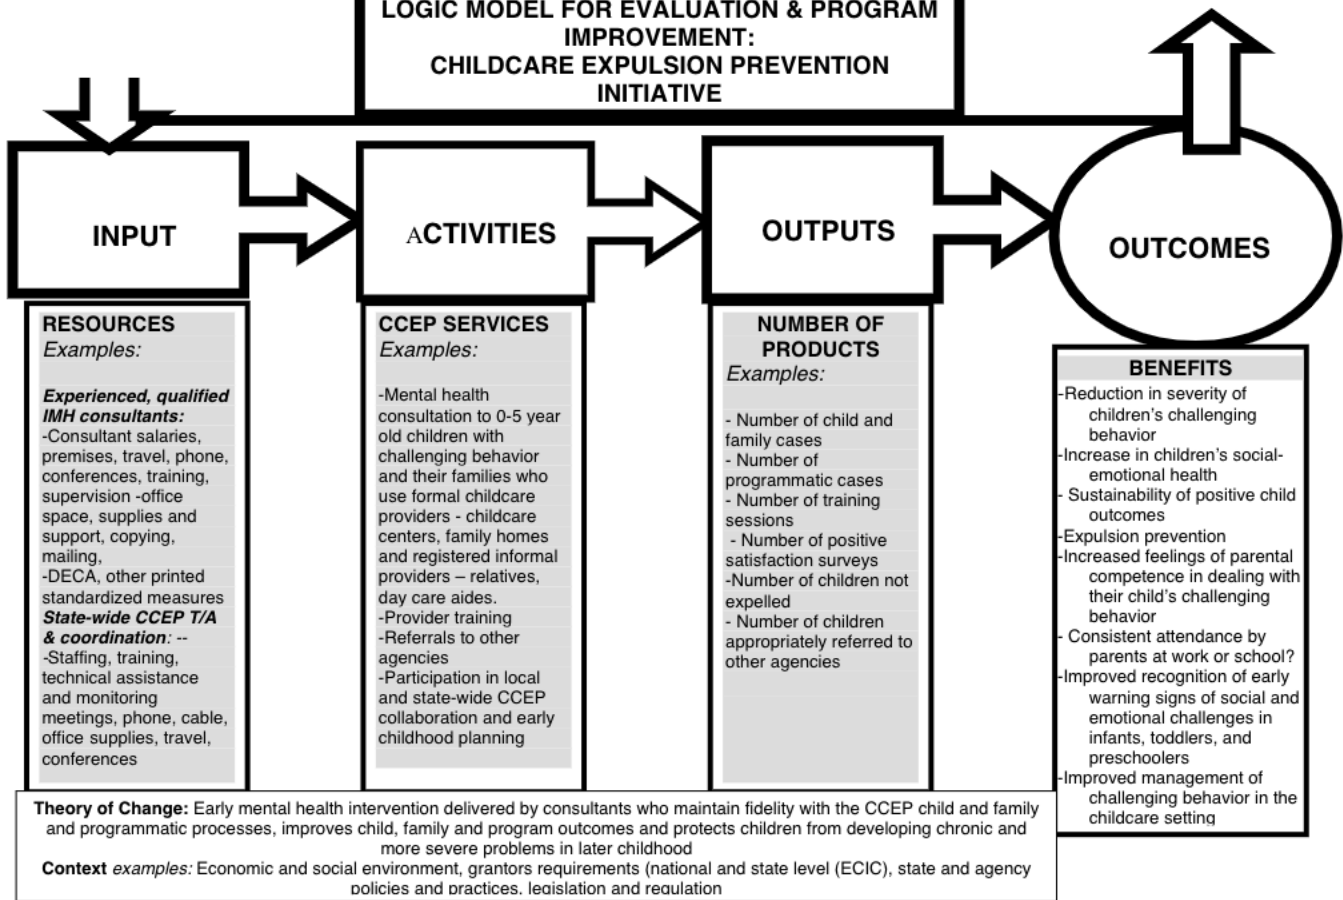 LOGIC MODEL FOR EVALUATION & PROGRAM
IMPROVEMENT:
CHILDCARE EXPULSION PREVENTION
INITIATIVE
INPUT
ACTIVITIES
OUTPUTS
OUTCOMES
RESOURCES
Examples:
Experienced, qualified
IMH consultants:
-Consultant salaries,
premises, travel, phone,
conferences, training,
supervision -office
space, supplies and
support, copying,
mailing,
-DECA, other printed
standardized measures
State-wide CCEP T/A
& coordination: --
-Staffing, training,
technical assistance
and monitoring
meetings, phone, cable,
office supplies, travel,
conferences
CCEP SERVICES
Examples:
-Mental health
consultation to 0-5 year
old children with
challenging behavior
and their families who
use formal childcare
providers - childcare
centers, family homes
and registered informal
providers – relatives,
day care aides.
-Provider training
-Referrals to other
agencies
-Participation in local
and state-wide CCEP
collaboration and early
childhood planning
NUMBER OF
PRODUCTS
Examples:
- Number of child and
family cases
- Number of
programmatic cases
- Number of training
sessions
- Number of positive
satisfaction surveys
-Number of children not
expelled
- Number of children
appropriately referred to
other agencies
BENEFITS
-Reduction in severity of
children's challenging
behavior
-Increase in children's social-
emotional health
- Sustainability of positive child
outcomes
-Expulsion prevention
-Increased feelings of parental
competence in dealing with
their child's challenging
behavior
- Consistent attendance by
parents at work or school?
-Improved recognition of early
warning signs of social and
emotional challenges in
infants, toddlers, and
preschoolers
-Improved management of
challenging behavior in the
childcare setting
Theory of Change: Early mental health intervention delivered by consultants who maintain fidelity with the CCEP child and family
and programmatic processes, improves child, family and program outcomes and protects children from developing chronic and
more severe problems in later childhood
Context examples: Economic and social environment, grantors requirements (national and state level (ECIC), state and agency
policies and practices, legislation and regulation